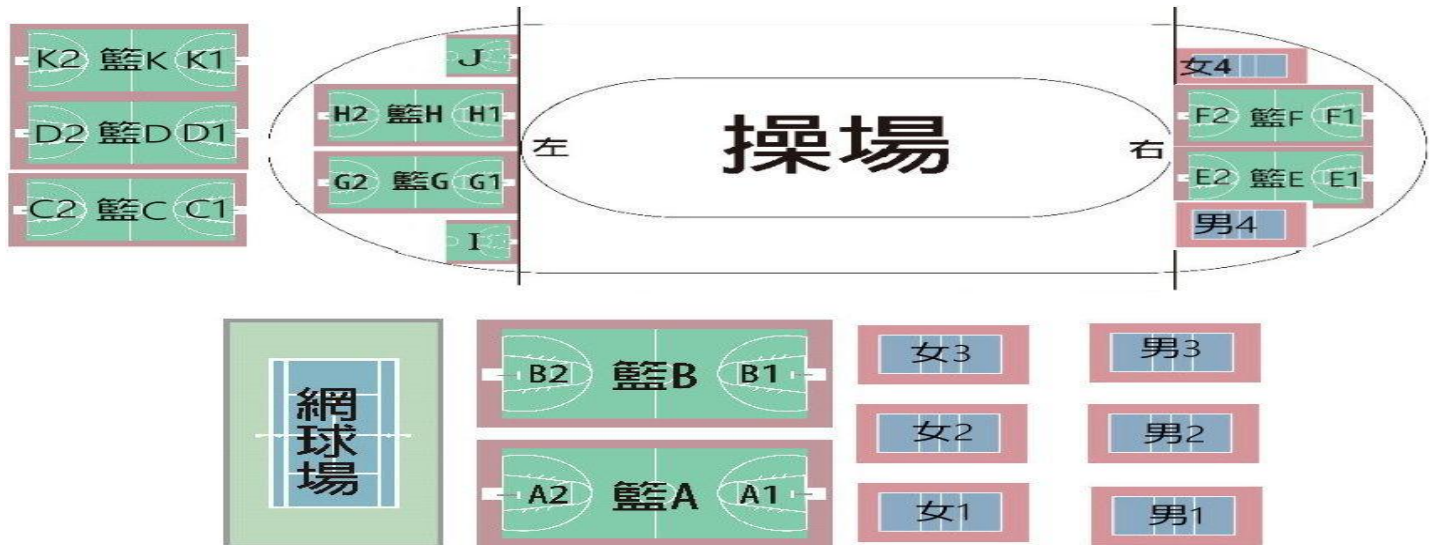 K2 籃K K1
D2 籃D D1
C2 籃C C1
J
H2 籃H H1
G2 籃G G1
I
左
操場
右
女4
F2 籃F F1
E2 籃E E1
男4
網球場
B2 籃B B1
A2 籃A A1
女3
女2
女1
男3
男2
男1